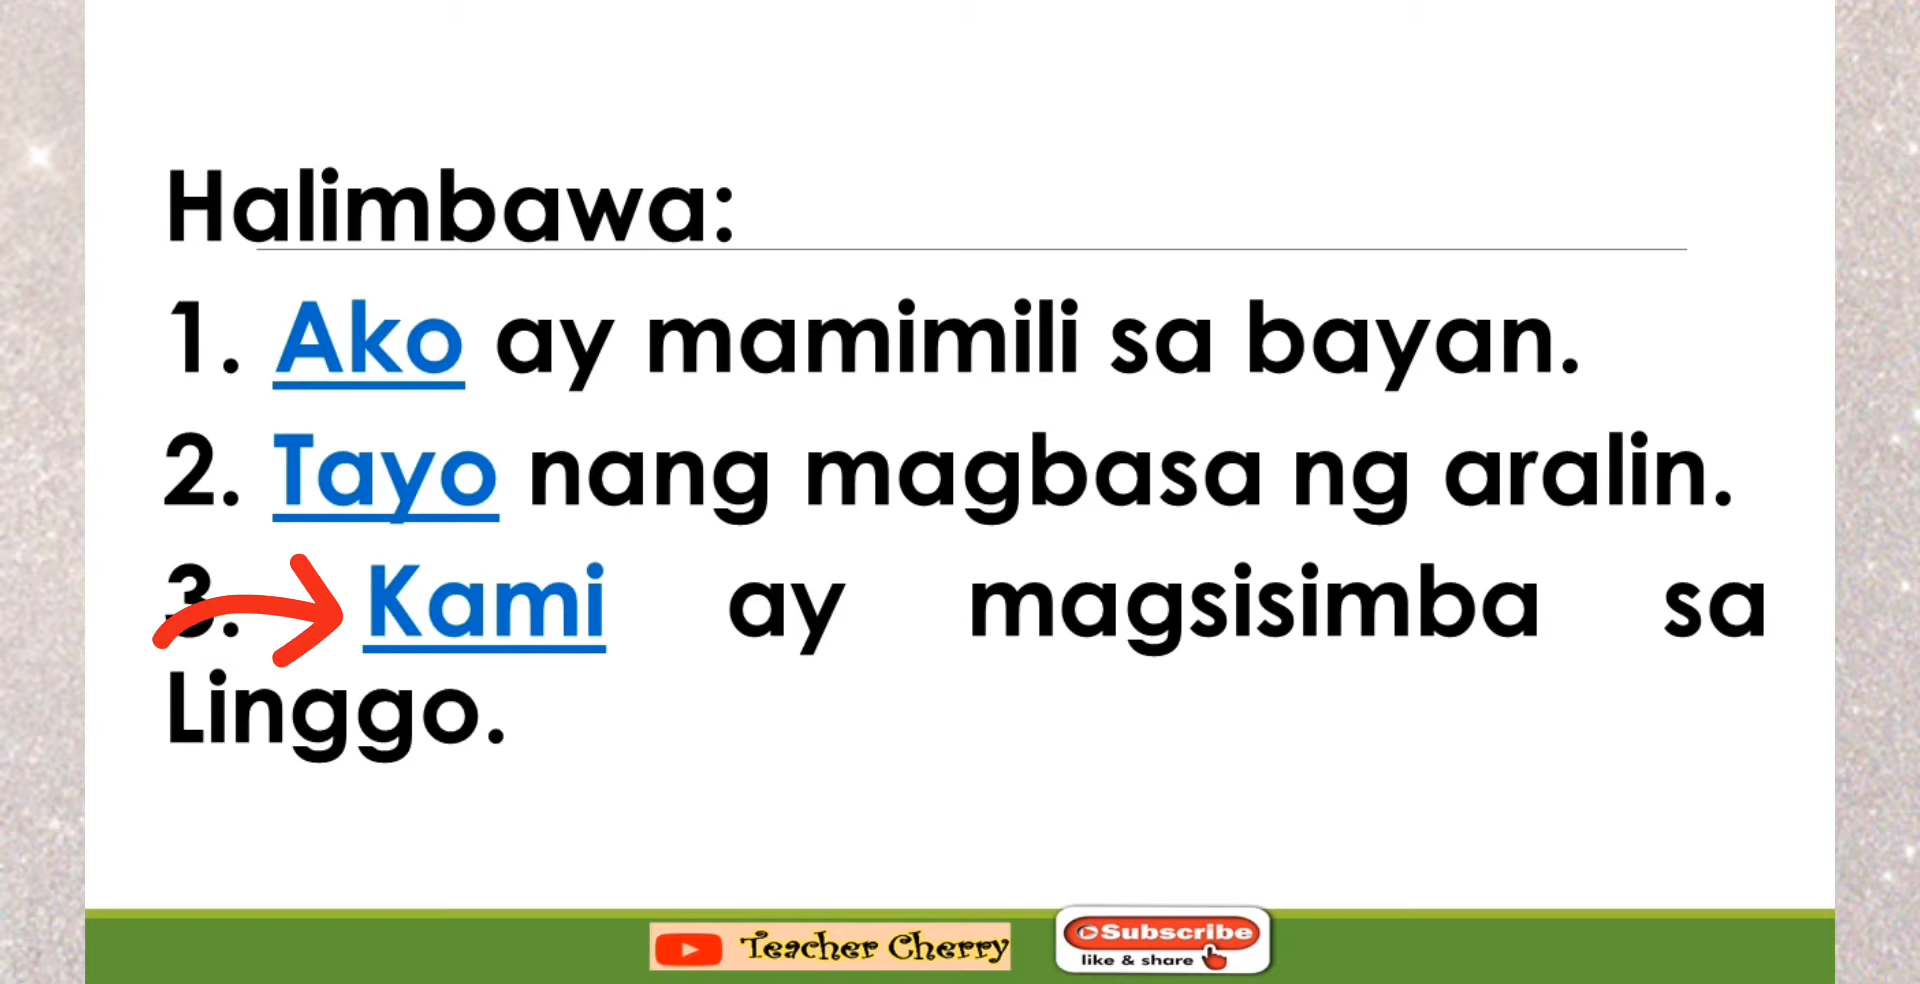 Halimbawa:
1. Ako ay mamimili sa bayan.
2. Tayo nang magbasa ng aralin.
3. Kami ay magsisimba sa
Linggo.
Teacher Cherry
Subscribe
like & share